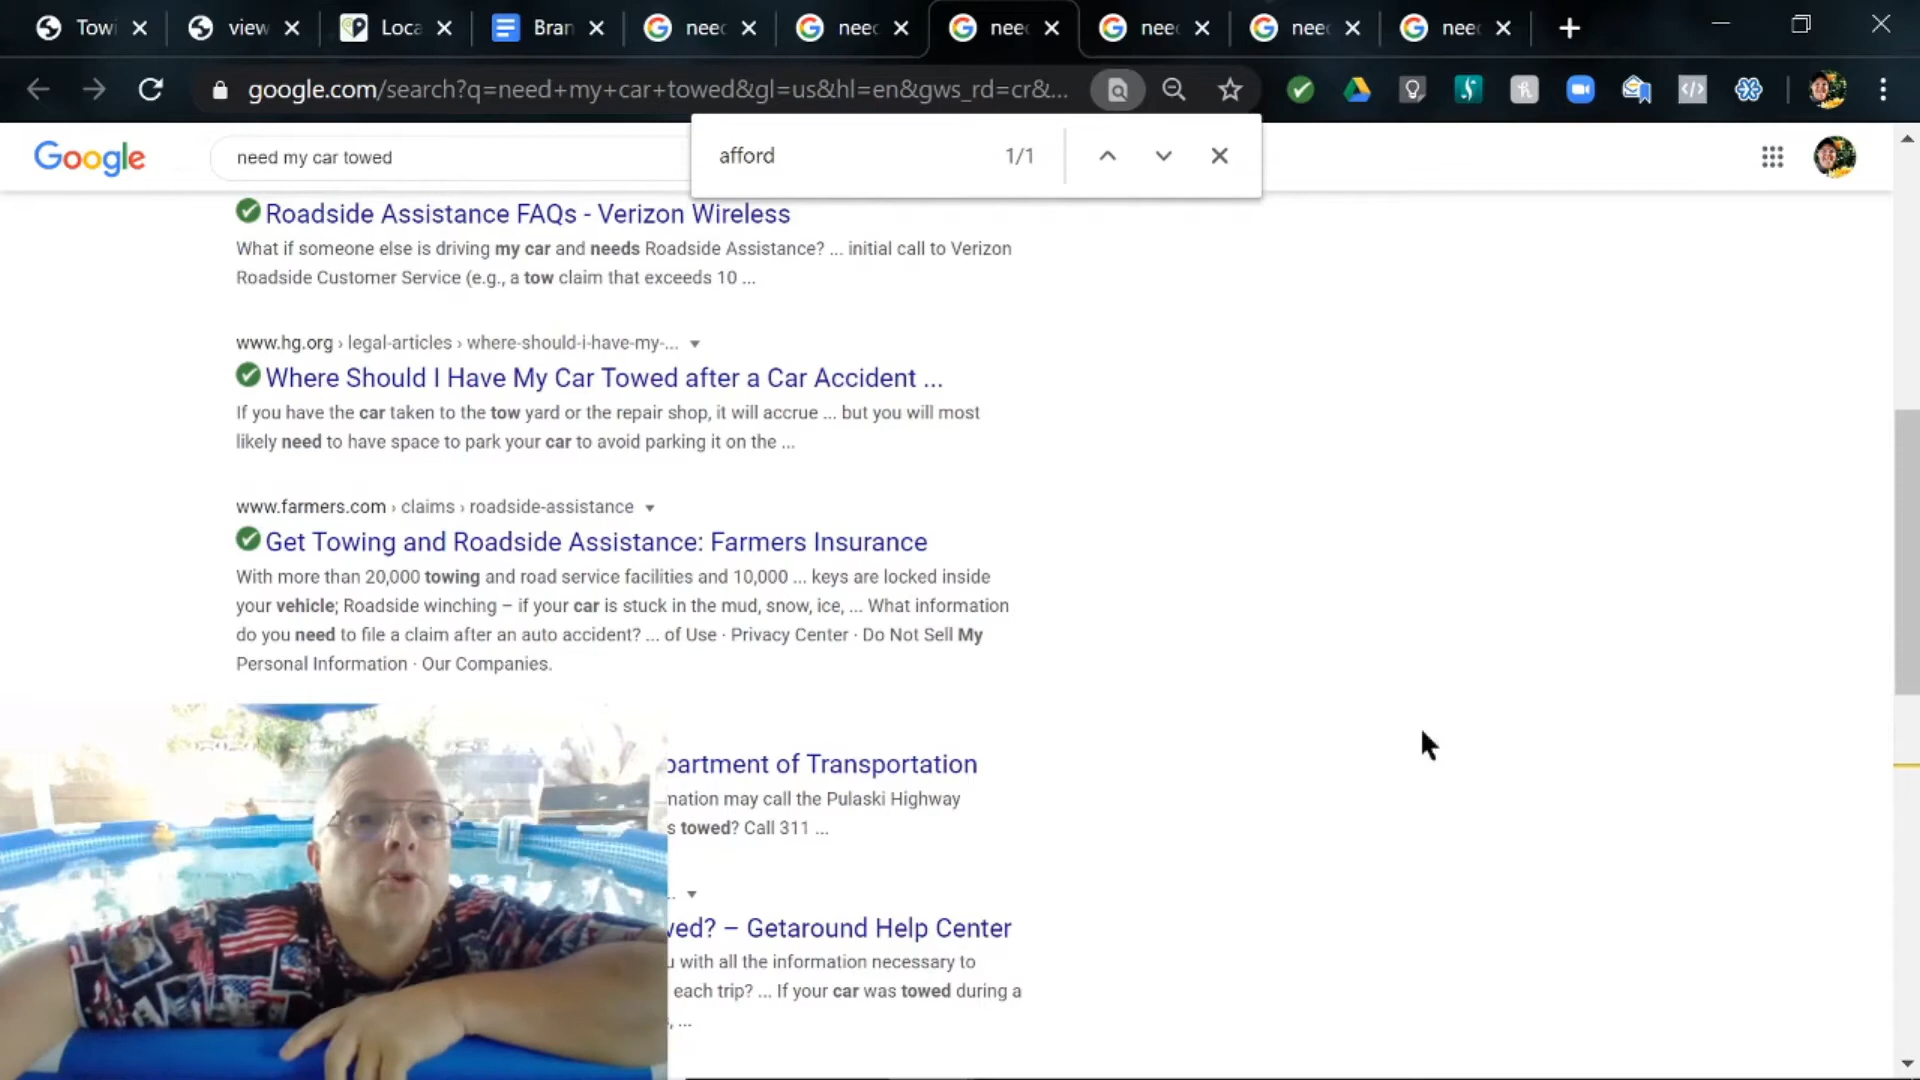 Towi
view
Loca
Bran
need
need
need
need
need
need
google.com/search?q=need+my+car+towed&gl=us&hl=en&gws_rd=cr&...
Google
need my car towed
afford
1/1
Roadside Assistance FAQs - Verizon Wireless
What if someone else is driving my car and needs Roadside Assistance? ... initial call to Verizon
Roadside Customer Service (e.g., a tow claim that exceeds 10 ...
www.hg.org › legal-articles › where-should-i-have-my-...
Where Should I Have My Car Towed after a Car Accident ...
If you have the car taken to the tow yard or the repair shop, it will accrue ... but you will most
likely need to have space to park your car to avoid parking it on the ...
www.farmers.com › claims › roadside-assistance
Get Towing and Roadside Assistance: Farmers Insurance
With more than 20,000 towing and road service facilities and 10,000 ... keys are locked inside
your vehicle; Roadside winching – if your car is stuck in the mud, snow, ice, ... What information
do you need to file a claim after an auto accident? ... of Use · Privacy Center · Do Not Sell My
Personal Information · Our Companies.
partment of Transportation
mation may call the Pulaski Highway
s towed? Call 311 ...
..
wed? – Getaround Help Center
u with all the information necessary to
each trip? ... If your car was towed during a
, ...